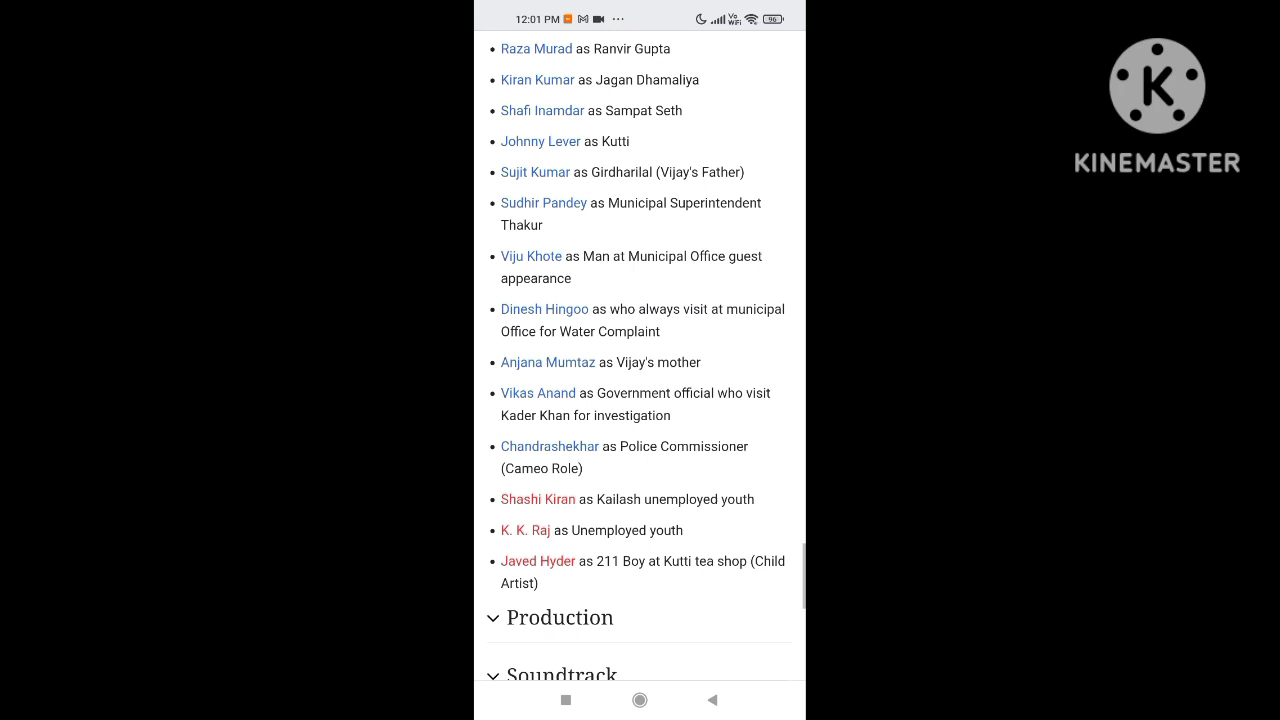 12:01 PM
Vo
WiFi
96
Raza Murad as Ranvir Gupta
Kiran Kumar as Jagan Dhamaliya
Shafi Inamdar as Sampat Seth
Johnny Lever as Kutti
Sujit Kumar as Girdharilal (Vijay's Father)
Sudhir Pandey as Municipal Superintendent
Thakur
Viju Khote as Man at Municipal Office guest
appearance
Dinesh Hingoo as who always visit at municipal
Office for Water Complaint
Anjana Mumtaz as Vijay's mother
Vikas Anand as Government official who visit
Kader Khan for investigation
Chandrashekhar as Police Commissioner
(Cameo Role)
Shashi Kiran as Kailash unemployed youth
K. K. Raj as Unemployed youth
Javed Hyder as 211 Boy at Kutti tea shop (Child
Artist)
Production
Soundtrack
K
KINEMASTER